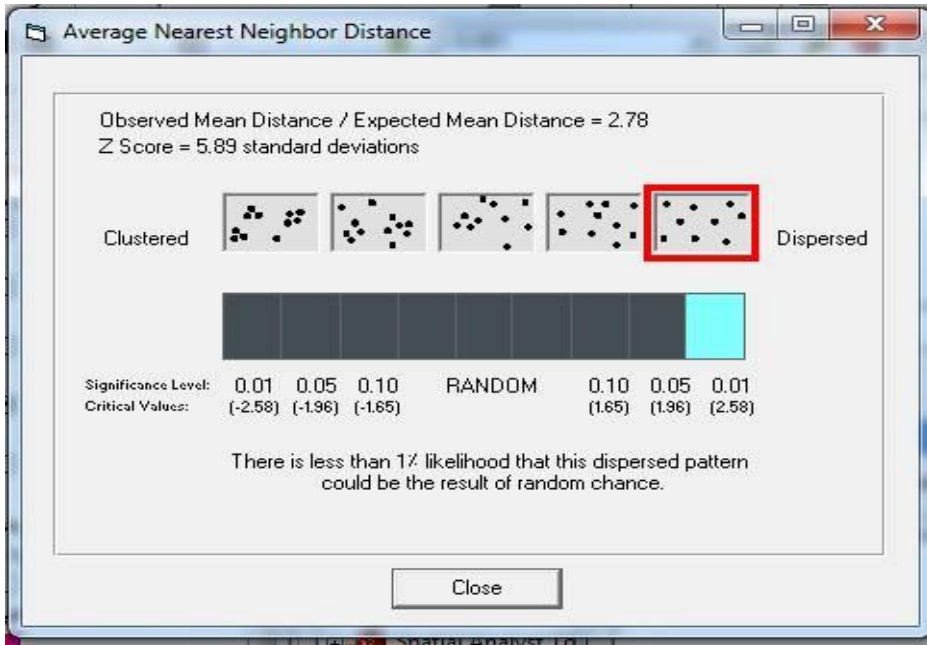 Average Nearest Neighbor Distance
Observed Mean Distance / Expected Mean Distance = 2.78
Z Score = 5.89 standard deviations
Clustered
Dispersed
Significance Level: 0.01 0.05 0.10 RANDOM 0.10 0.05 0.01
Critical Values: (-2.58) (-1.96) (-1.65) (1.65) (1.96) (2.58)
There is less than 1% likelihood that this dispersed pattern
could be the result of random chance.
Close
Spatial Analyst